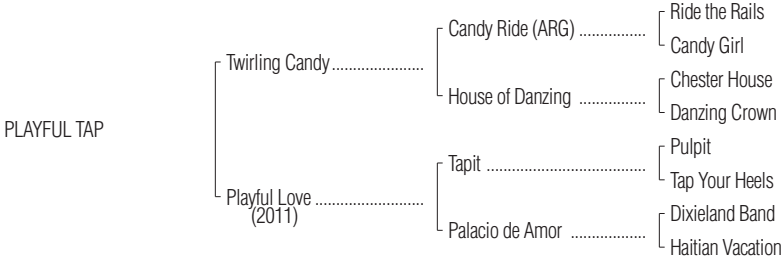 Ride the Rails
Candy Ride (ARG) ................
Candy Girl
Twirling Candy......................
Chester House
House of Danzing ................
Danzing Crown
PLAYFUL TAP
Pulpit
Tapit ......................................
Tap Your Heels
Playful Love ..........................
(2011)
Dixieland Band
Palacio de Amor ..................
Haitian Vacation